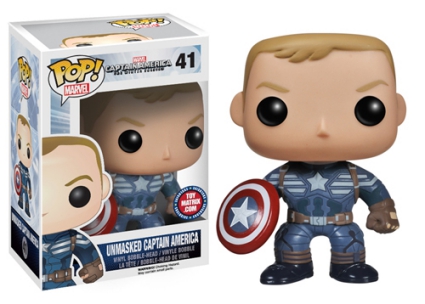 POP!
MARVEL
MARVEL
CAPTAIN AMERICA
THE WINTER SOLDIER
41
TOY
MATRIX.COM
UNMASKED CAPTAIN AMERICA
VINYL BOBBLE-HEAD / VINYLE BOBBLE
LA TÊTE / BOBBLE-HEAD DE VINYL